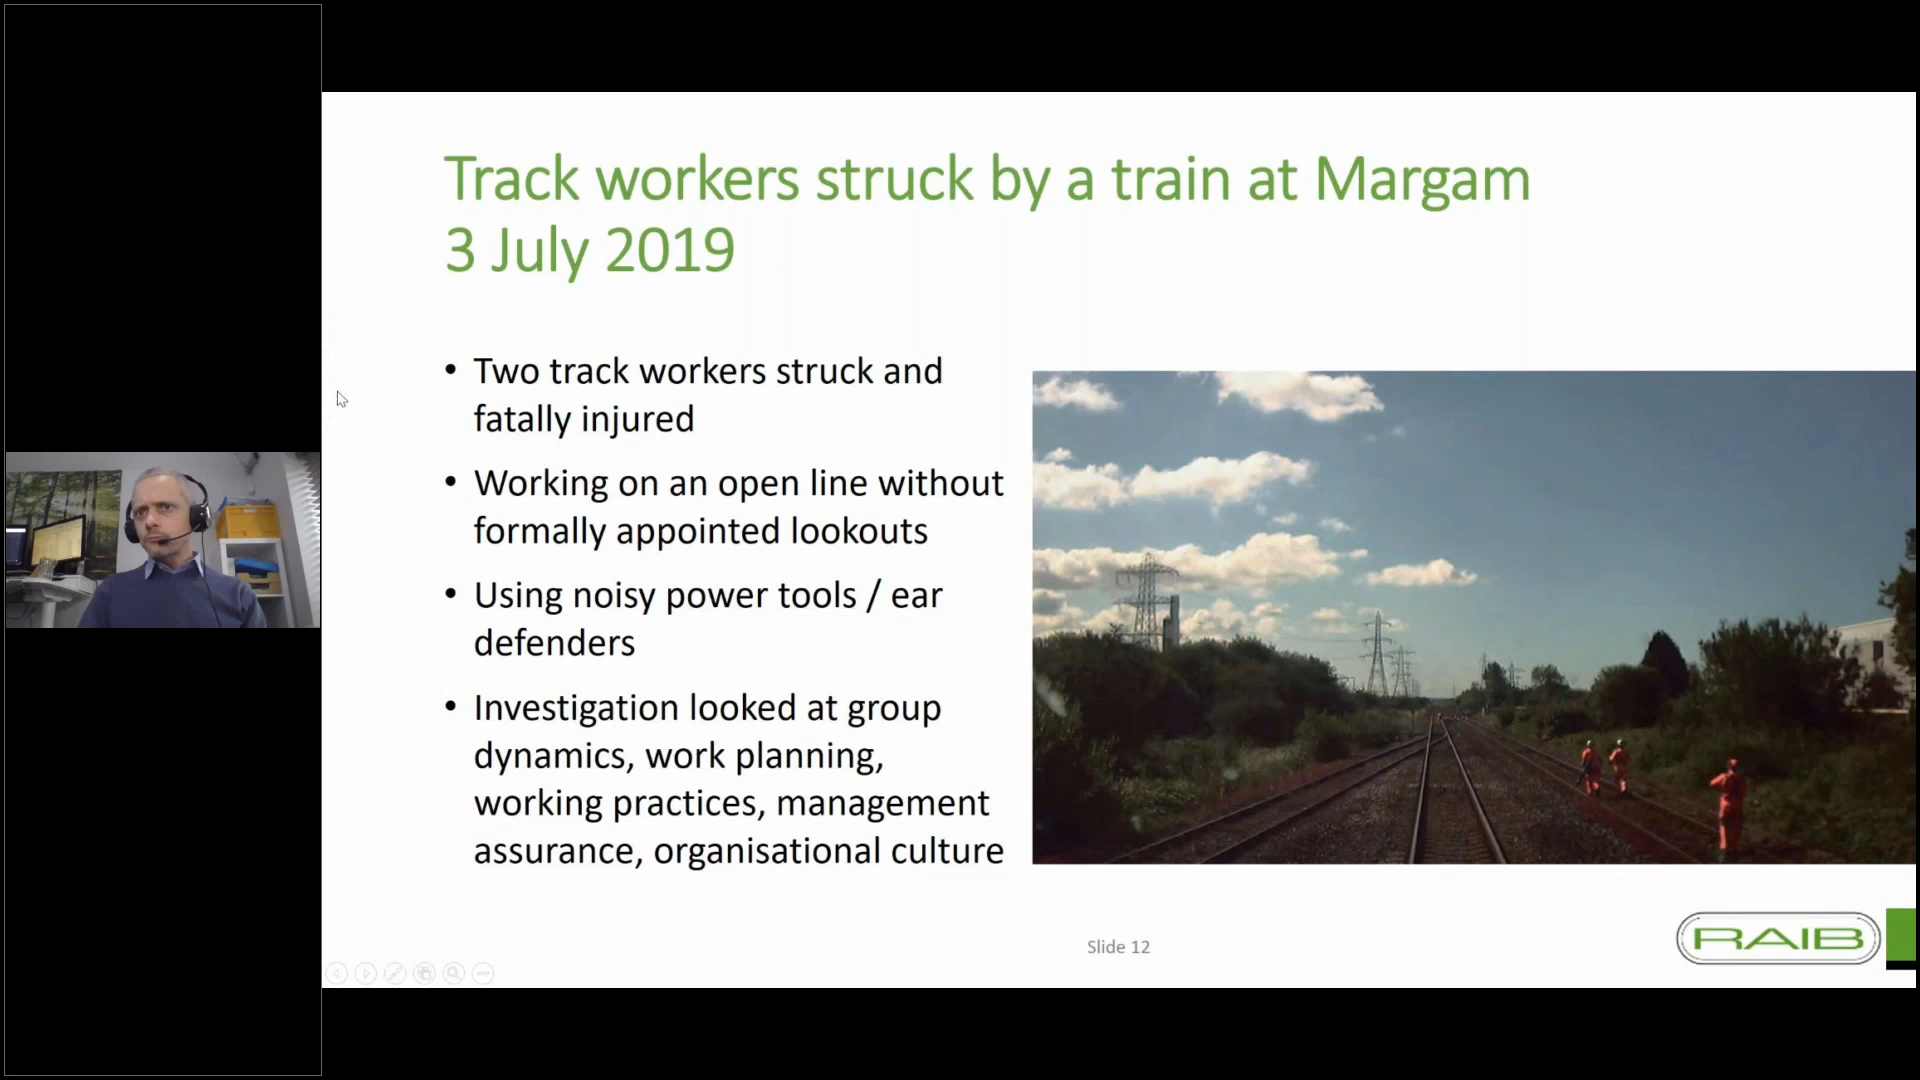 Track workers struck by a train at Margam
3 July 2019
• Two track workers struck and
fatally injured
• Working on an open line without
formally appointed lookouts
• Using noisy power tools / ear
defenders
• Investigation looked at group
dynamics, work planning,
working practices, management
assurance, organisational culture
Slide 12
RAIB